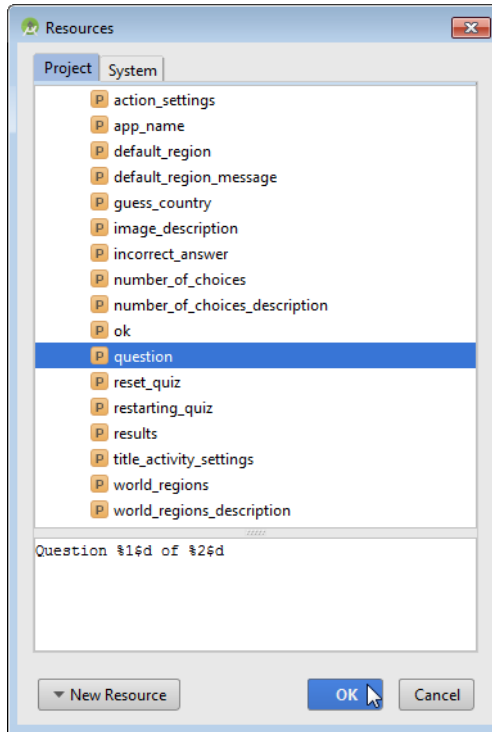 Resources
Project System
P action_settings
P app_name
P default_region
P default_region_message
P guess_country
P image_description
P incorrect_answer
P number_of_choices
P number_of_choices_description
P ok
P question
P reset_quiz
P restarting_quiz
P results
P title_activity_settings
P world_regions
P world_regions_description
Question %1$d of %2$d
New Resource OK Cancel